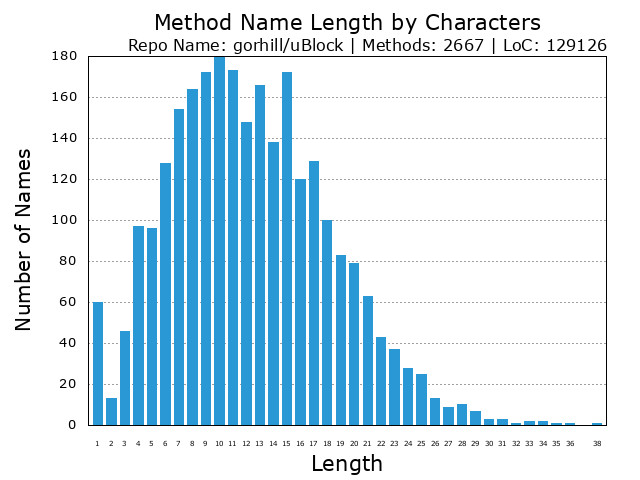 Method Name Length by Characters
Repo Name: gorhill/uBlock | Methods: 2667 | LoC: 129126
Number of Names
180
160
140
120
100
80
60
40
20
0
1 2 3 4 5 6 7 8 9 10 11 12 13 14 15 16 17 18 19 20 21 22 23 24 25 26 27 28 29 30 31 32 33 34 35 36 38
Length